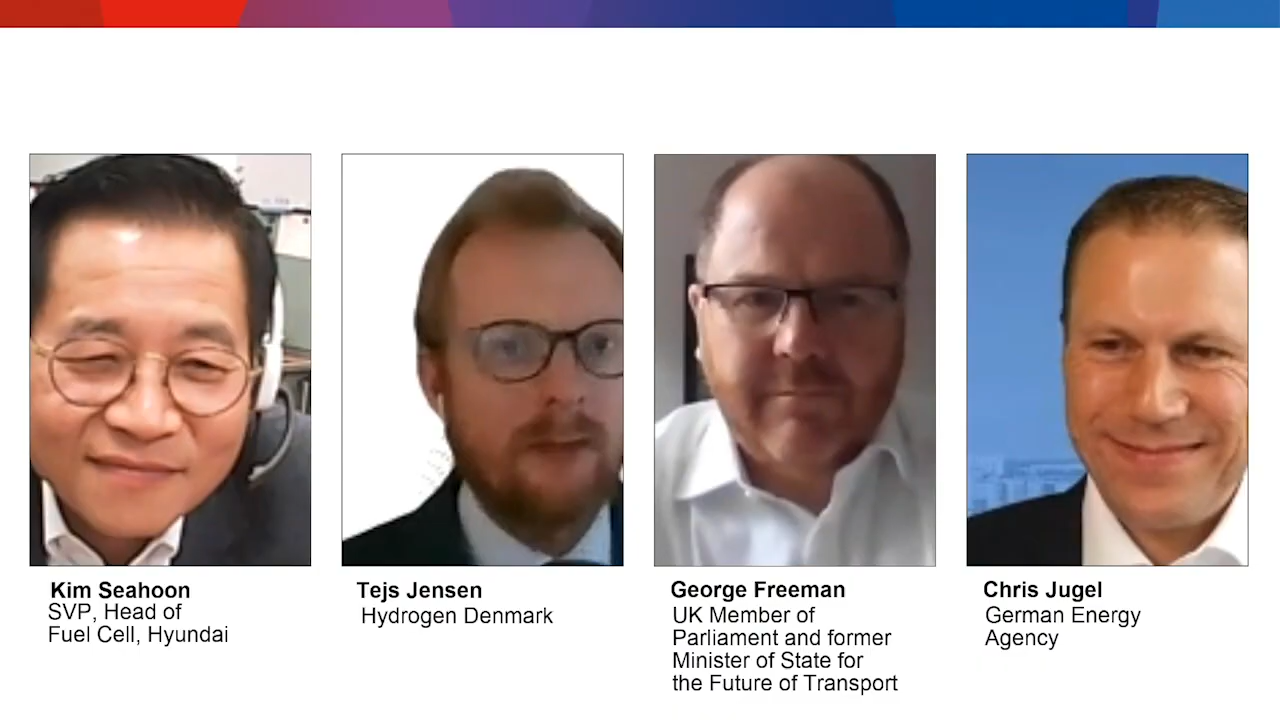 Kim Seahoon
SVP, Head of
Fuel Cell, Hyundai
Tejs Jensen
Hydrogen Denmark
George Freeman
UK Member of
Parliament and former
Minister of State for
the Future of Transport
Chris Jugel
German Energy
Agency